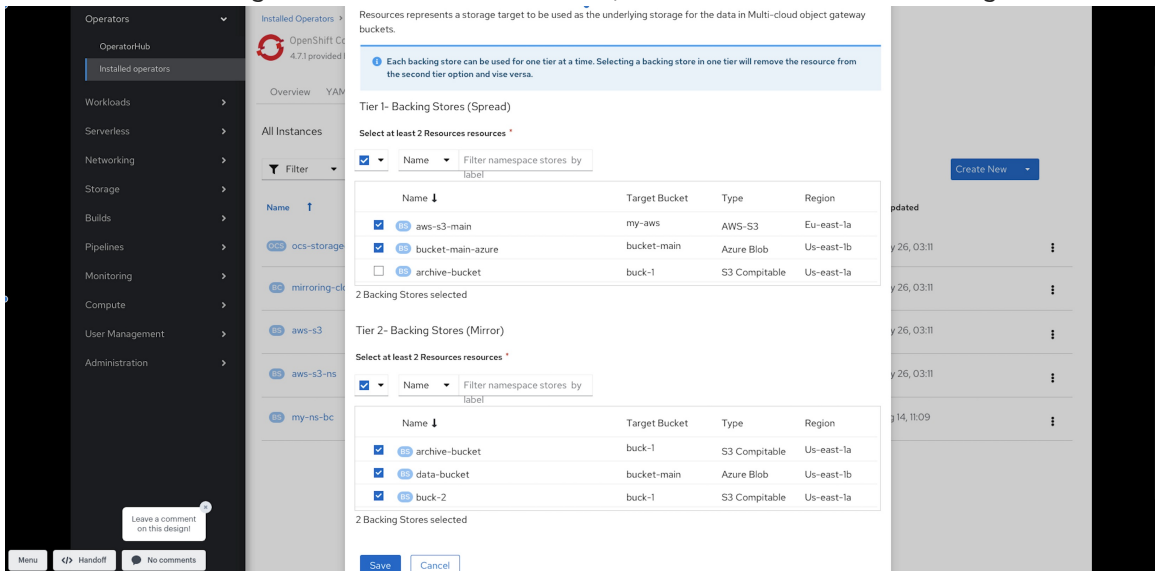 Operators
OperatorHub
Installed operators
Workloads
Serverless
Networking
Storage
Builds
Pipelines
Monitoring
Compute
User Management
Administration
Installed Operators >
OpenShift
4.7.1 provided
Overview YAM
All Instances
Filter
Create New
Name
pdated
OCS ocs-storage
y 26, 03:11
BC mirroring-clo
y 26, 03:11
BS aws-s3
y 26, 03:11
BS aws-s3-ns
y 26, 03:11
BS my-ns-bc
g 14, 11:09
Resources represents a storage target to be used as the underlying storage for the data in Multi-cloud object gateway
buckets.
Each backing store can be used for one tier at a time. Selecting a backing store in one tier will remove the resource from
the second tier option and vise versa.
Tier 1- Backing Stores (Spread)
Select at least 2 Resources resources *
Name Filter namespace stores by
label
Name Target Bucket Type Region
BS aws-s3-main my-aws AWS-S3 Eu-east-1a
BS bucket-main-azure bucket-main Azure Blob Us-east-1b
BS archive-bucket buck-1 S3 Compitable Us-east-1a
2 Backing Stores selected
Tier 2- Backing Stores (Mirror)
Select at least 2 Resources resources *
Name Filter namespace stores by
label
Name Target Bucket Type Region
BS archive-bucket buck-1 S3 Compitable Us-east-1a
BS data-bucket bucket-main Azure Blob Us-east-1b
BS buck-2 buck-1 S3 Compitable Us-east-1a
2 Backing Stores selected
Save Cancel
Leave a comment
on this design!
Menu </> Handoff No comments